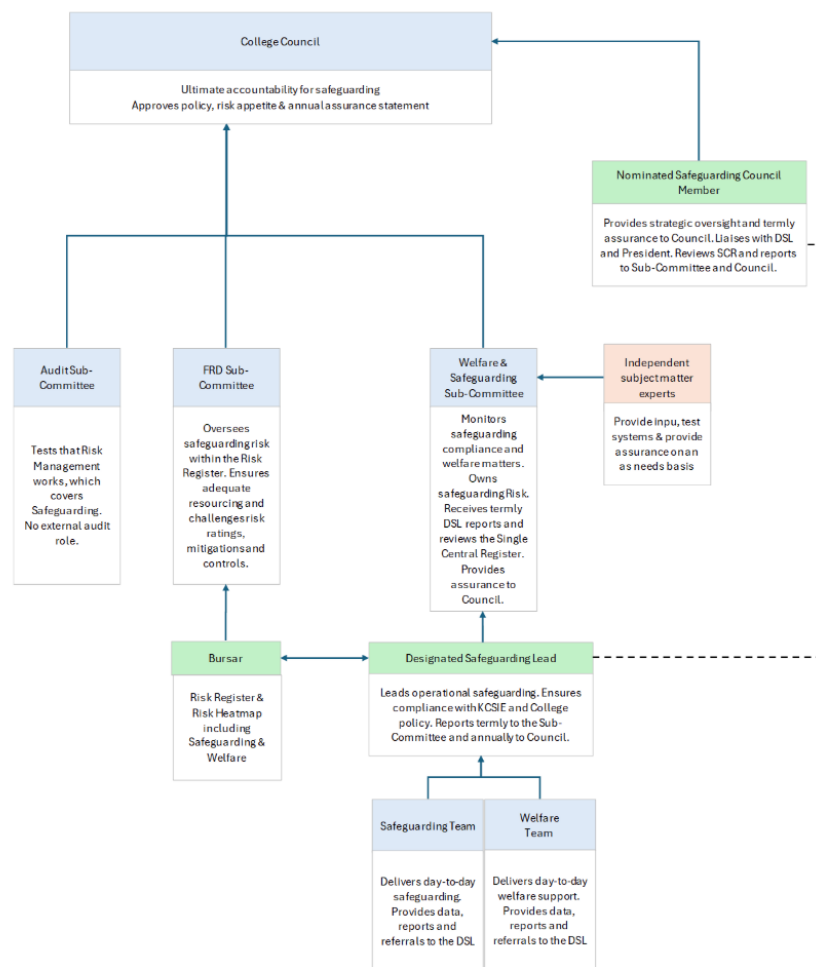 College Council
Ultimate accountability for safeguarding
Approves policy, risk appetite & annual assurance statement
Nominated Safeguarding Council
Member
Provides strategic oversight and termly
assurance to Council. Liaises with DSL
and President. Reviews SCR and reports
to Sub-Committee and Council.
Audit Sub-
Committee
Tests that Risk
Management
works, which
covers
Safeguarding.
No external audit
role.
FRD Sub-
Committee
Oversees
safeguarding risk
within the Risk
Register. Ensures
adequate
resourcing and
challenges risk
ratings,
mitigations and
controls.
Welfare &
Safeguarding
Sub-Committee
Monitors
safeguarding
compliance and
welfare matters.
Owns
safeguarding Risk.
Receives termly
DSL reports and
reviews the Single
Central Register.
Provides
assurance to
Council.
Independent
subject matter
experts
Provide inpu, test
systems & provide
assurance on an
as needs basis
Bursar
Risk Register &
Risk Heatmap
including
Safeguarding &
Welfare
Designated Safeguarding Lead
Leads operational safeguarding. Ensures
compliance with KCSIE and College
policy. Reports termly to the Sub-
Committee and annually to Council.
Safeguarding Team
Delivers day-to-day
safeguarding.
Provides data,
reports and
referrals to the DSL
Welfare
Team
Delivers day-to-day
welfare support.
Provides data,
reports and
referrals to the DSL